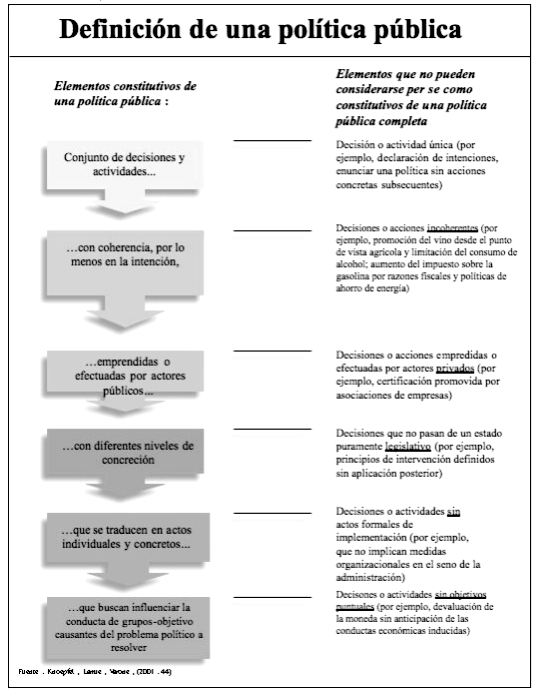 Definición de una política pública
Elementos constitutivos de
una política pública :
Elementos que no pueden
considerarse per se como
constitutivos de una política
pública completa
Conjunto de decisiones y
actividades...
Decisión o actividad única (por
ejemplo, declaración de intenciones,
enunciar una política sin acciones
concretas subsecuentes)
…con coherencia, por lo
menos en la intención,
Decisiones o acciones incoherentes (por
ejemplo, promoción del vino desde el punto
de vista agrícola y limitación del consumo de
alcohol; aumento del impuesto sobre la
gasolina por razones fiscales y políticas de
ahorro de energía)
…emprendidas o
efectuadas por actores
públicos…
Decisiones o acciones empredidas o
efectuadas por actores privados (por
ejemplo, certificación promovida por
asociaciones de empresas)
…con diferentes niveles de
concreción
Decisiones que no pasan de un estado
puramente legislativo (por ejemplo,
principios de intervención definidos
sin aplicación posterior)
…que se traducen en actos
individuales y concretos…
Decisiones o actividades sin
actos formales de
implementación (por ejemplo,
que no implican medidas
organizacionales en el seno de la
administración)
…que buscan influenciar la
conducta de grupos-objetivo
causantes del problema político a
resolver
Decisones o actividades sin objetivos
puntuales (por ejemplo, devaluación de
la moneda sin anticipación de las
conductas económicas inducidas)
Fuente . Knoepfel , Larrue , Varone , (2001 . 44)